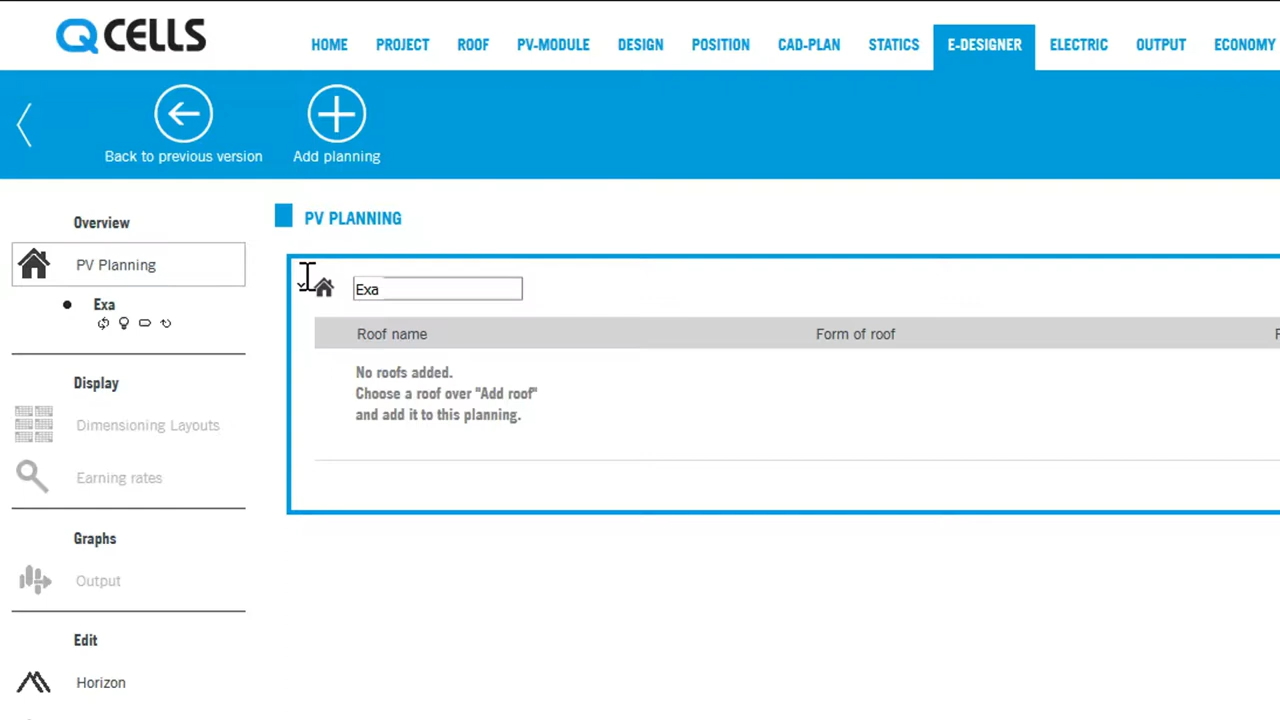 Q CELLS
HOME PROJECT ROOF PV-MODULE DESIGN POSITION CAD-PLAN STATICS E-DESIGNER ELECTRIC OUTPUT ECONOMY
Back to previous version
Add planning
Overview
PV Planning
Exa
Display
Dimensioning Layouts
Earning rates
Graphs
Output
Edit
Horizon
PV PLANNING
Exa
Roof name Form of roof
No roofs added.
Choose a roof over "Add roof"
and add it to this planning.